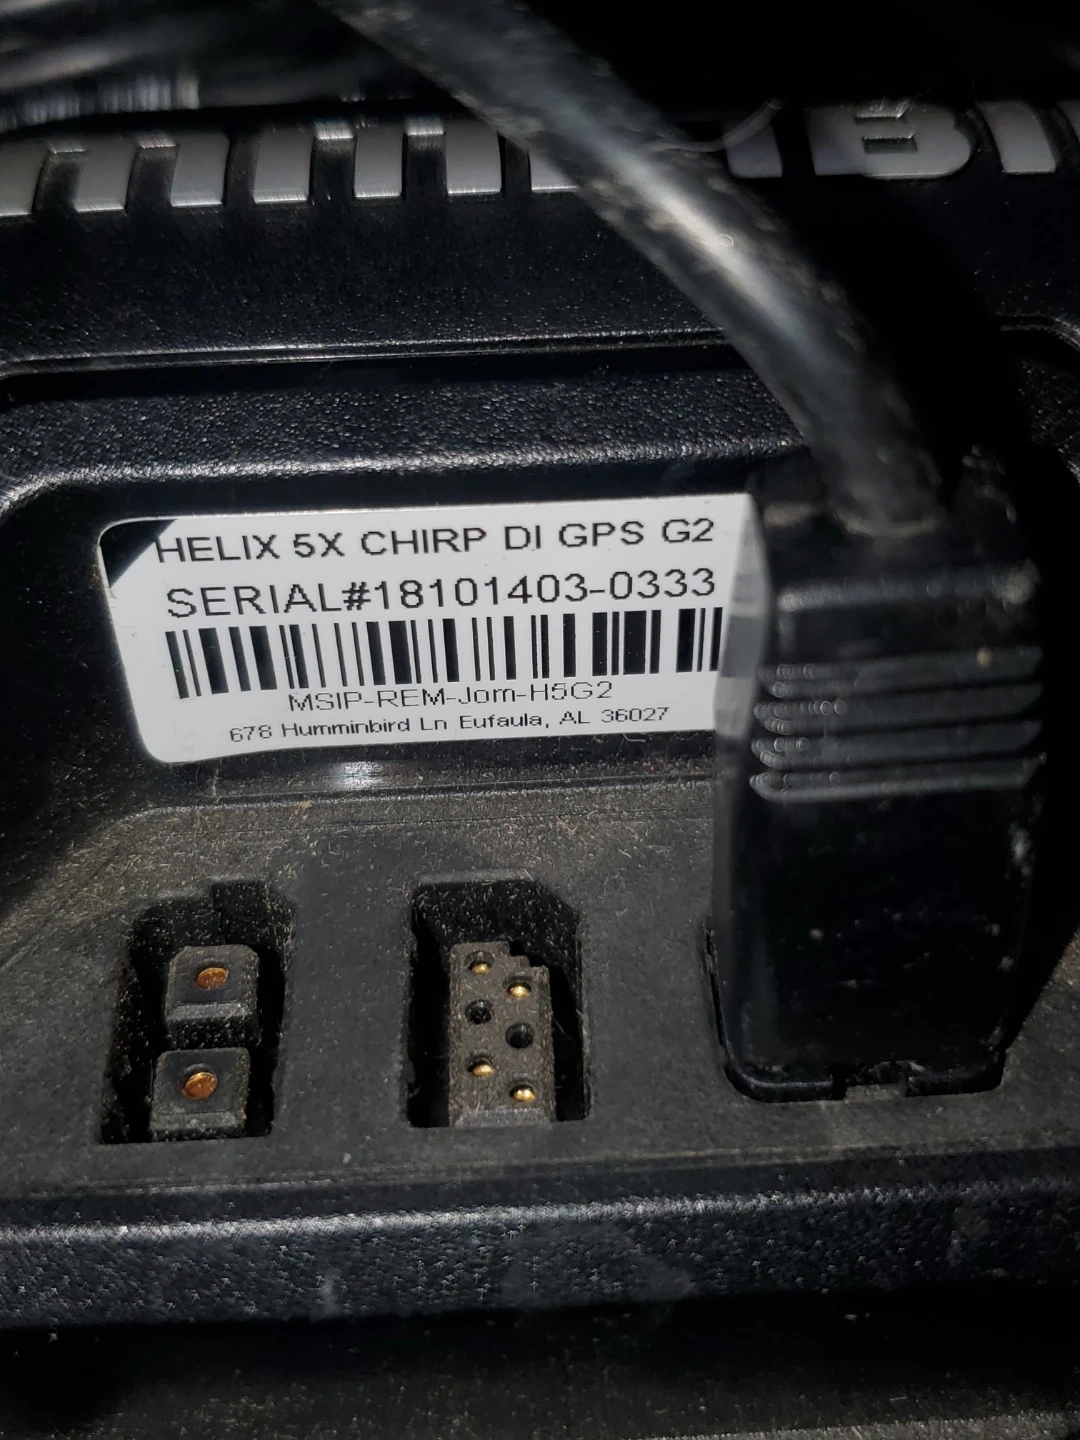 HELIX 5X CHIRP DI GPS G2
SERIAL#18101403-0333
MSIP-REM-Jom-H5G2
678 Humminbird Ln Eufaula, AL 36027